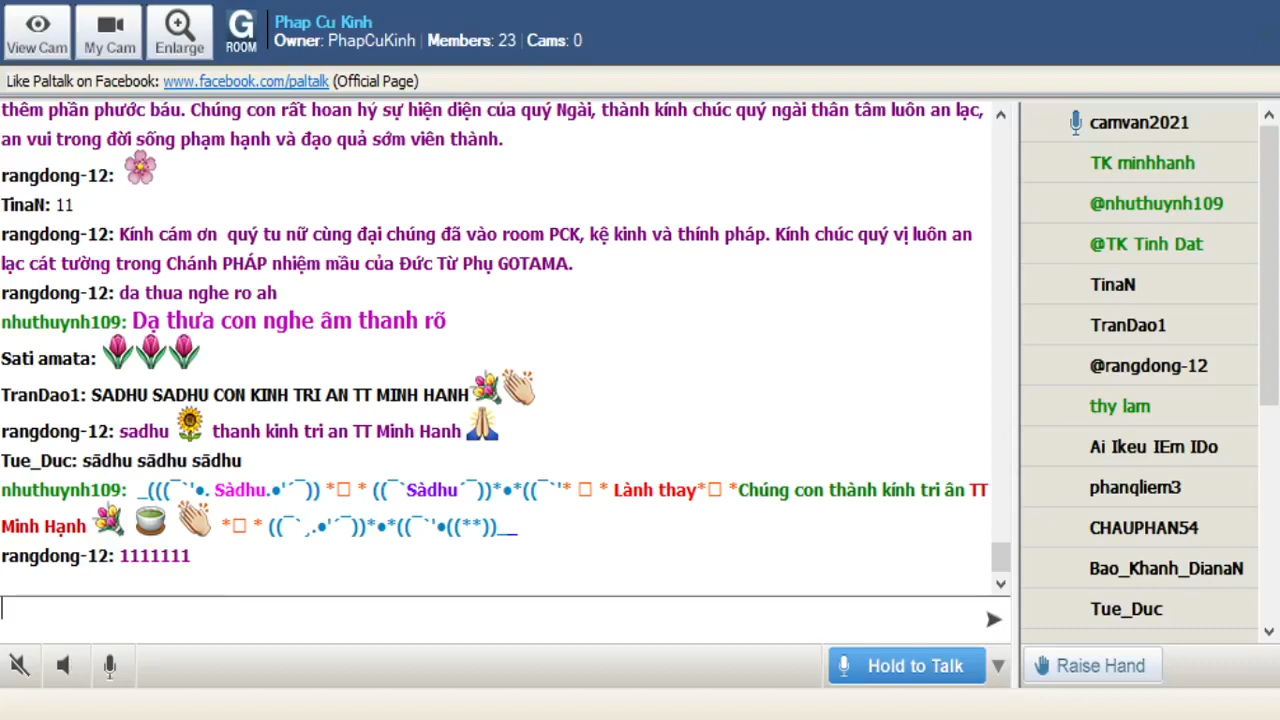 View Cam
My Cam
Enlarge
G
ROOM
Phap Cu Kinh
Owner: PhapCuKinh | Members: 23 | Cams: 0
Like Paltalk on Facebook: www.facebook.com/paltalk (Official Page)
thêm phần phước báu. Chúng con rất hoan hỷ sự hiện diện của quý Ngài, thành kính chúc quý ngài thân tâm luôn an lạc,
an vui trong đời sống phạm hạnh và đạo quả sớm viên thành.
rangdong-12:
TinaN: 11
rangdong-12: Kính cám ơn quý tu nữ cùng đại chúng đã vào room PCK, kệ kinh và thính pháp. Kính chúc quý vị luôn an
lạc cát tường trong Chánh PHÁP nhiệm mầu của Đức Từ Phụ GOTAMA.
rangdong-12: da thua nghe ro ah
nhuthuynh109: Dạ thưa con nghe âm thanh rõ
Sati amata:
TranDao1: SADHU SADHU CON KINH TRI AN TT MINH HANH
rangdong-12: sadhu thanh kinh tri an TT Minh Hanh
Tue_Duc: sādhu sādhu sādhu
nhuthuynh109: _(((¯`'•. Sàdhu.•'´¯)) *□ * ((¯`Sàdhu´¯))*•*((¯`'* □ * Lành thay*□ *Chúng con thành kính tri ân TT
Minh Hạnh *□ * ((¯`¸.•'´¯))*•*((¯`'•((**))__
rangdong-12: 1111111
Hold to Talk
camvan2021
TK minhhanh
@nhuthuynh109
@TK Tinh Dat
TinaN
TranDao1
@rangdong-12
thy lam
Ai Ikeu IEm IDo
phanqliem3
CHAUPHAN54
Bao_Khanh_DianaN
Tue_Duc
Raise Hand